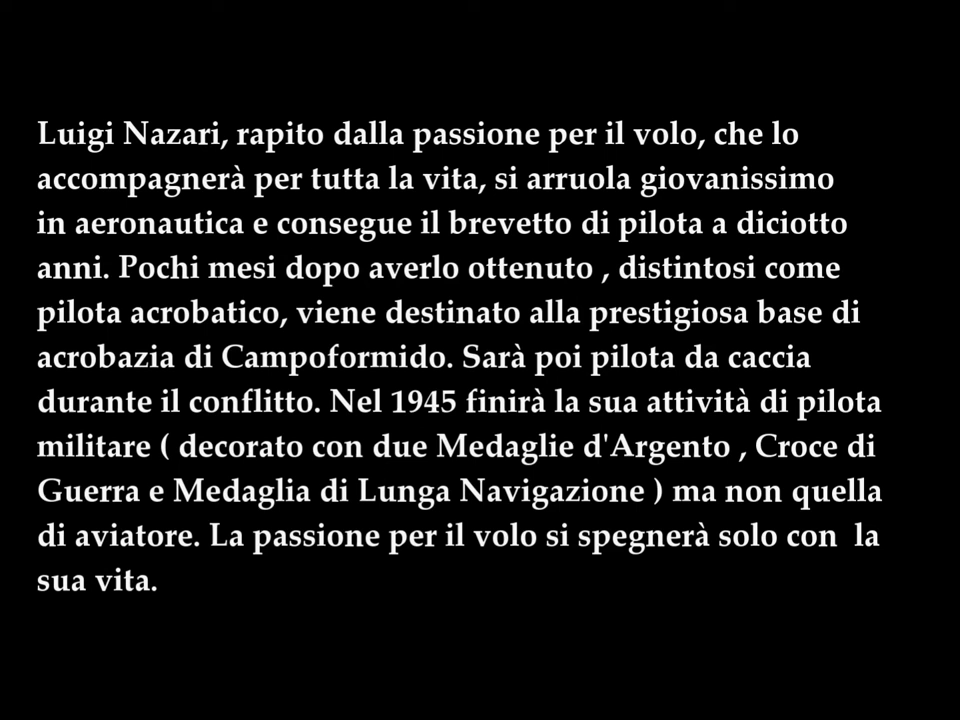 Luigi Nazari, rapito dalla passione per il volo, che lo
accompagnerà per tutta la vita, si arruola giovanissimo
in aeronautica e consegue il brevetto di pilota a diciotto
anni. Pochi mesi dopo averlo ottenuto , distintosi come
pilota acrobatico, viene destinato alla prestigiosa base di
acrobazia di Campoformido. Sarà poi pilota da caccia
durante il conflitto. Nel 1945 finirà la sua attività di pilota
militare ( decorato con due Medaglie d'Argento , Croce di
Guerra e Medaglia di Lunga Navigazione ) ma non quella
di aviatore. La passione per il volo si spegnerà solo con  la
sua vita.